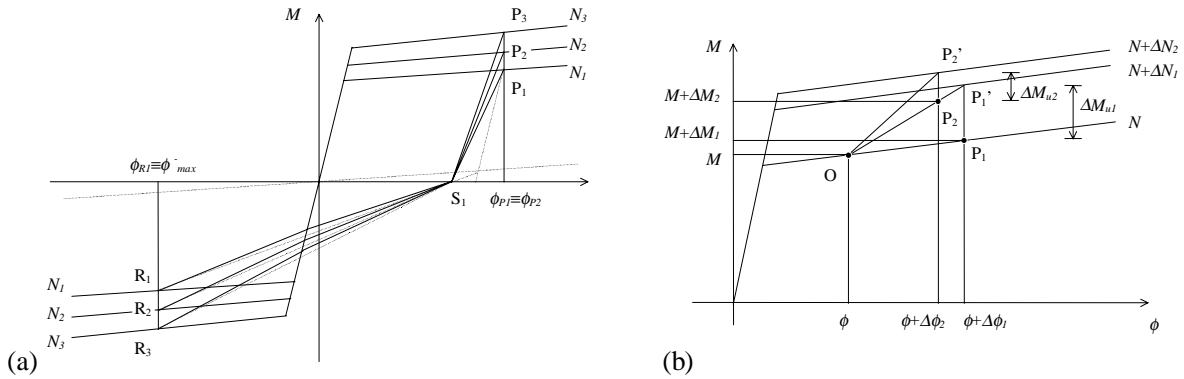 M
P3
N3
P2
N2
N1
P1
ϕR1≡ϕ-max
S1
ϕP1≡ϕP2
R1
N1
R2
N2
N3
R3
(a)
M
P2’
N+ΔN2
N+ΔN1
ΔMu2
P1’
M+ΔM2
ΔMu1
P2
N
M+ΔM1
M
P1
O
ϕ
ϕ+Δϕ2
ϕ+Δϕ1
ϕ
(b)